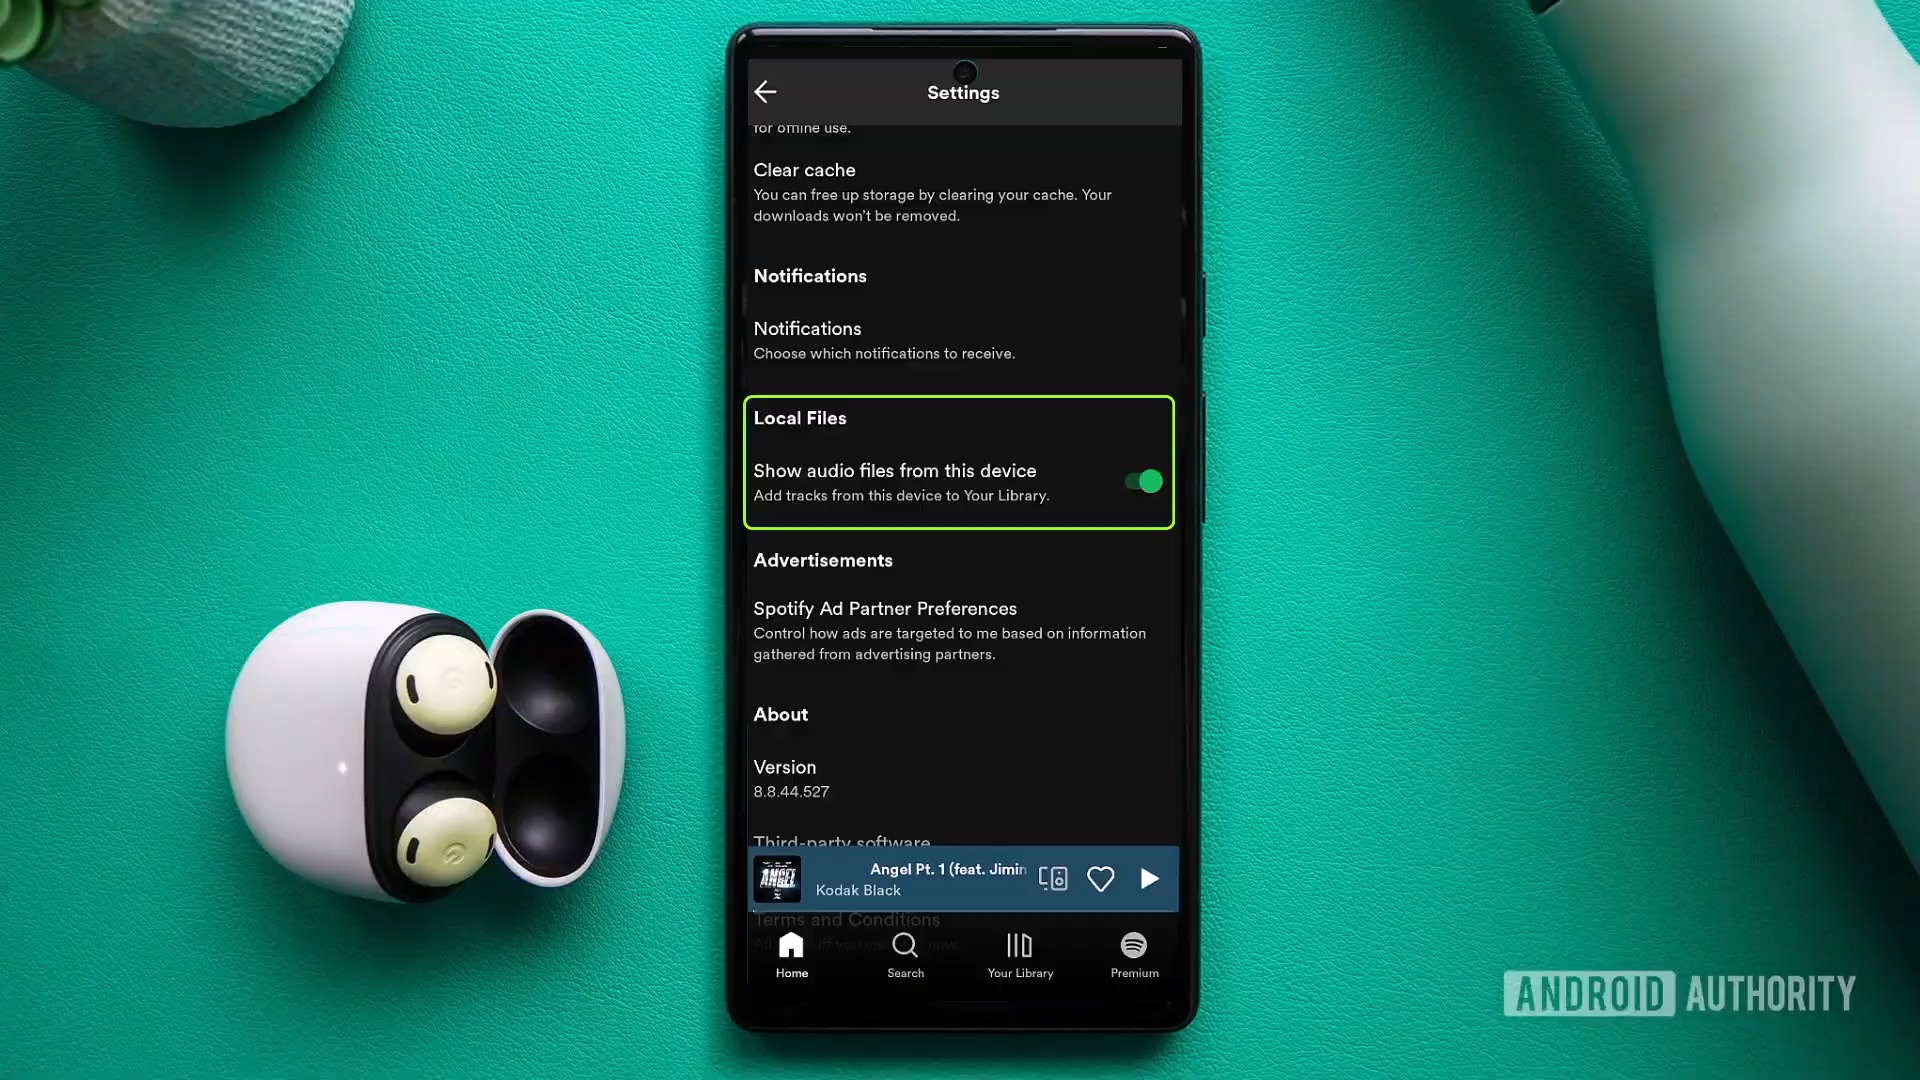 Settings
for offline use.
Clear cache
You can free up storage by clearing your cache. Your
downloads won't be removed.
Notifications
Notifications
Choose which notifications to receive.
Local Files
Show audio files from this device
Add tracks from this device to Your Library.
Advertisements
Spotify Ad Partner Preferences
Control how ads are targeted to me based on information
gathered from advertising partners.
About
Version
8.8.44.527
Third-party software
ANGEL
Angel Pt. 1 (feat. Jimin
Kodak Black
Terms and Conditions
Home
Search
Your Library
Premium
ANDROID AUTHORITY